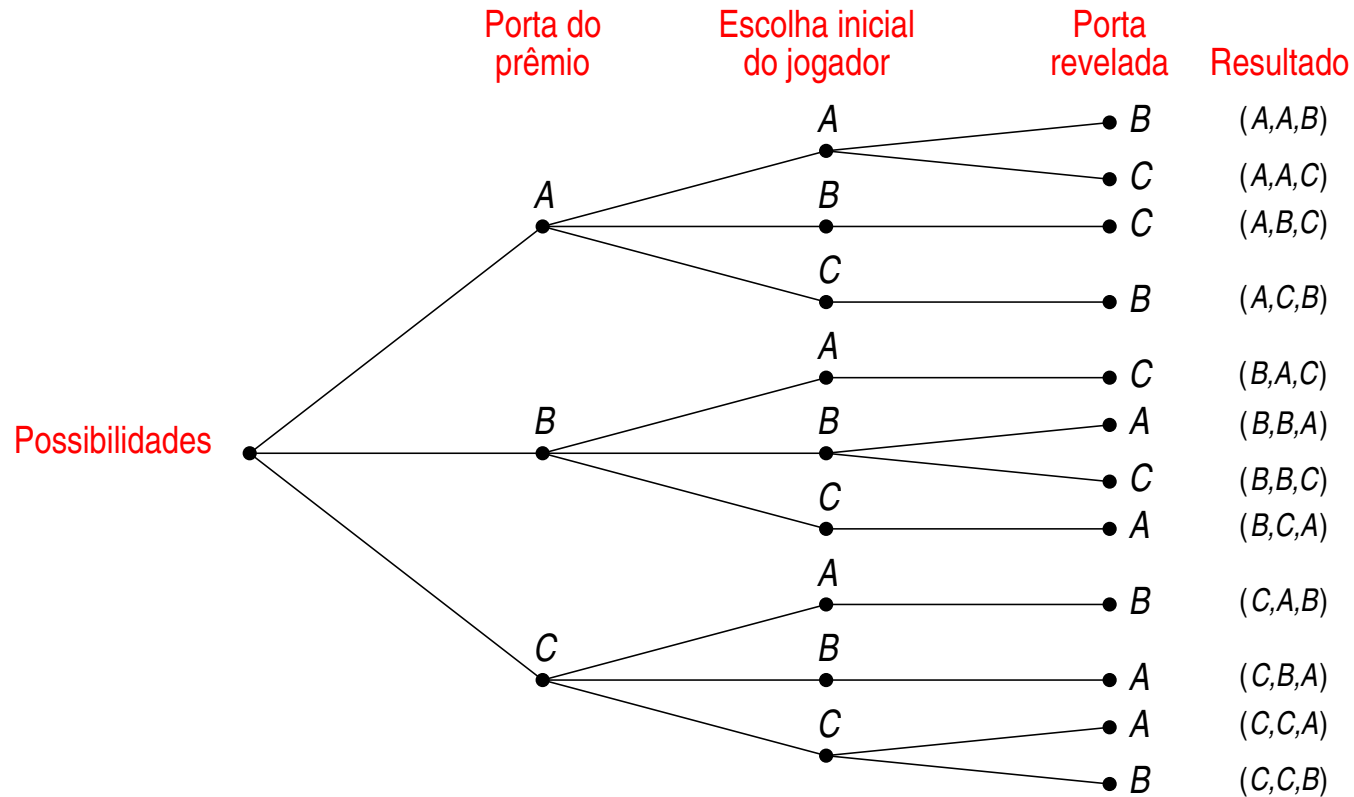 Porta do
prêmio
Escolha inicial
do jogador
Porta
revelada
Resultado
A
B
(A,A,B)
C
(A,A,C)
A
B
C
(A,B,C)
C
B
(A,C,B)
A
C
(B,A,C)
Possibilidades
B
B
A
(B,B,A)
C
(B,B,C)
C
A
(B,C,A)
A
B
(C,A,B)
C
B
A
(C,B,A)
C
A
(C,C,A)
B
(C,C,B)